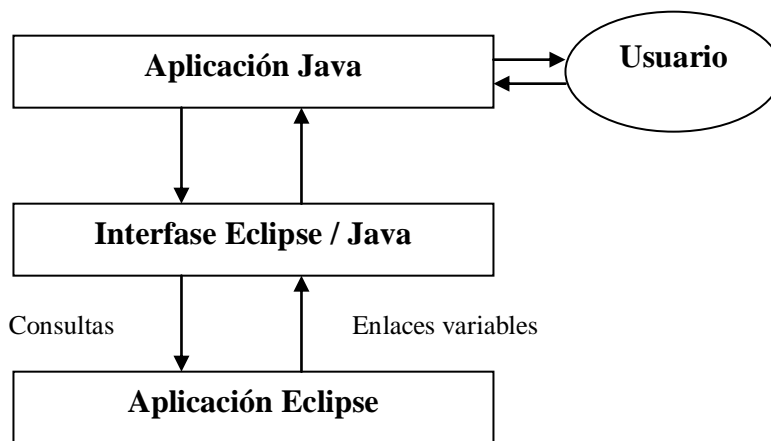 Aplicación Java
Usuario
Interfase Eclipse / Java
Consultas
Enlaces variables
Aplicación Eclipse